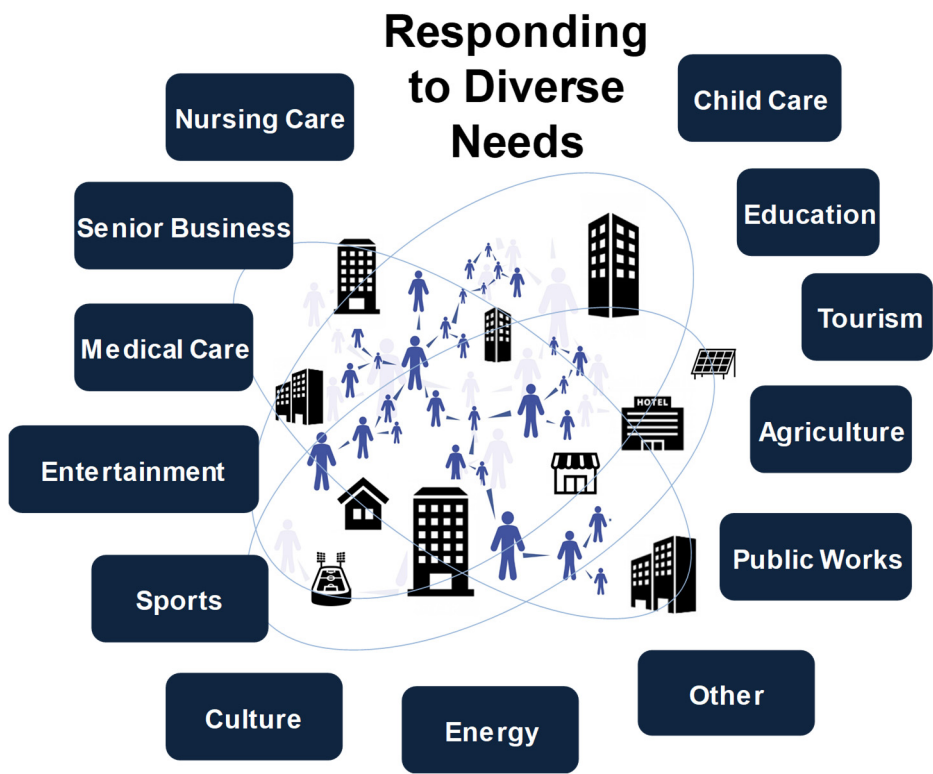 Responding
to Diverse
Needs
Nursing Care
Child Care
Senior Business
Education
Medical Care
Tourism
HOTEL
Entertainment
Agriculture
Sports
Public Works
Culture
Energy
Other